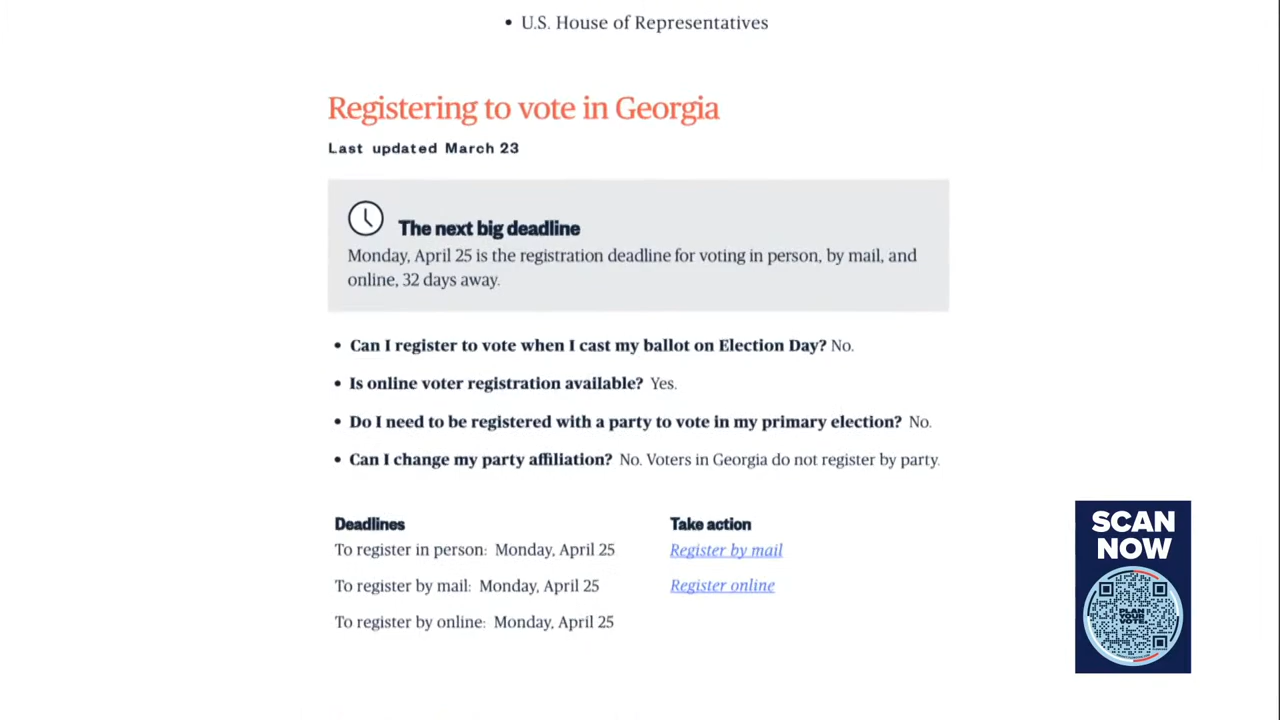 • U.S. House of Representatives
Registering to vote in Georgia
Last updated March 23
The next big deadline
Monday, April 25 is the registration deadline for voting in person, by mail, and
online, 32 days away.
• Can I register to vote when I cast my ballot on Election Day? No.
• Is online voter registration available? Yes.
• Do I need to be registered with a party to vote in my primary election? No.
• Can I change my party affiliation? No. Voters in Georgia do not register by party.
Deadlines
To register in person: Monday, April 25
To register by mail: Monday, April 25
To register by online: Monday, April 25
Take action
Register by mail
Register online
SCAN
NOW
PLAN
YOUR
VOTE.